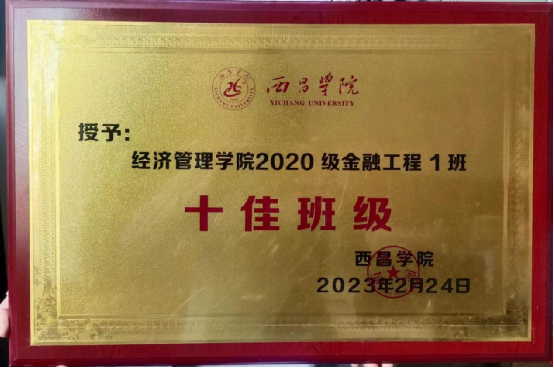 西昌学院
XICHANG UNIVERSITY
授予:
经济管理学院2020级金融工程1班
十佳班级
西昌学院
2023年2月24日